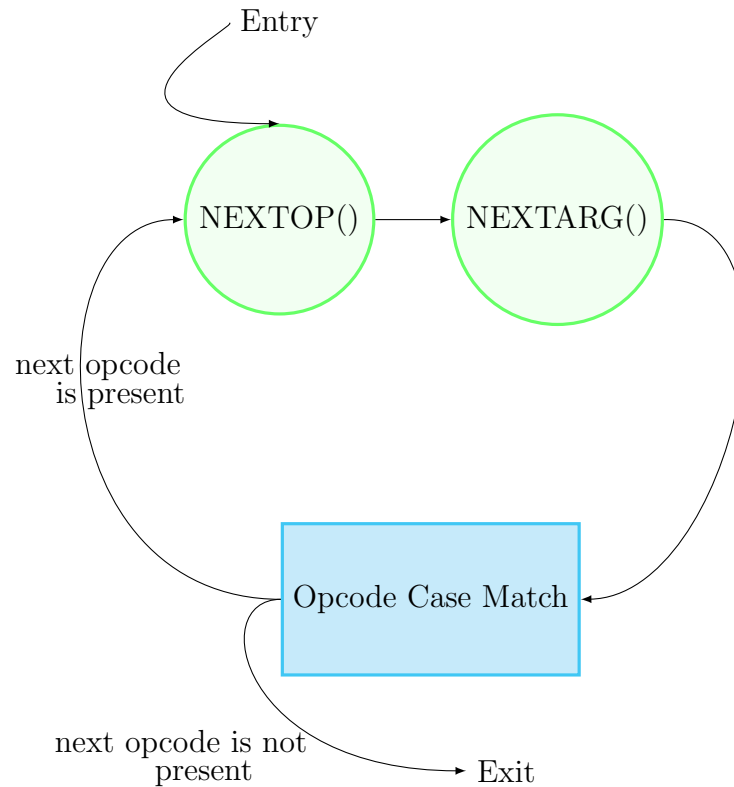 Entry
NEXTOP()
NEXTARG()
next opcode
is present
Opcode Case Match
next opcode is not
present
Exit